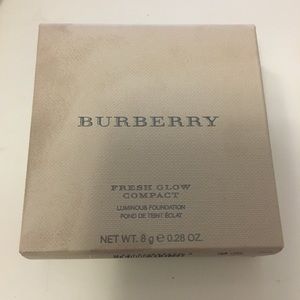 BURBERRY
FRESH GLOW
COMPACT
LUMINOUS FOUNDATION
FOND DE TEINT ÉCLAT
NET WT. 8 g ℮ 0.28 OZ.